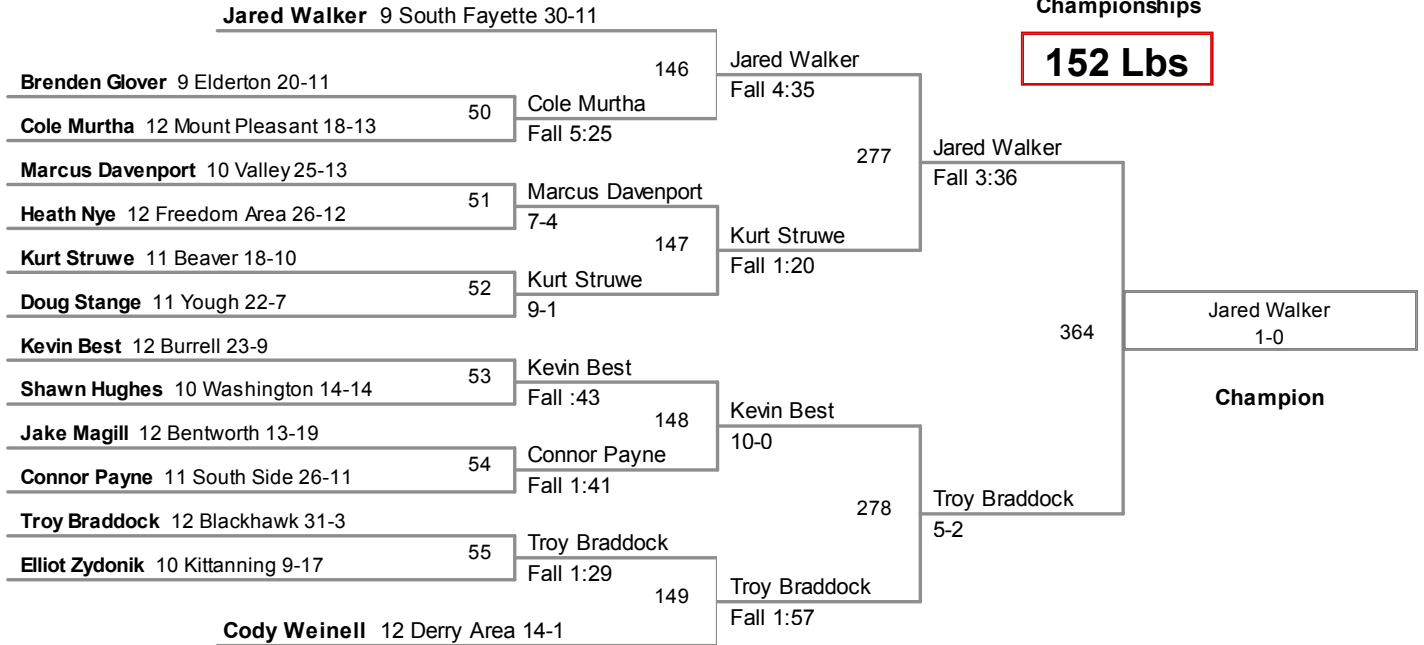 Championships
152 Lbs
Jared Walker 9 South Fayette 30-11
Brenden Glover 9 Elderton 20-11
Cole Murtha 12 Mount Pleasant 18-13
Marcus Davenport 10 Valley 25-13
Heath Nye 12 Freedom Area 26-12
Kurt Struwe 11 Beaver 18-10
Doug Stange 11 Yough 22-7
Kevin Best 12 Burrell 23-9
Shawn Hughes 10 Washington 14-14
Jake Magill 12 Bentworth 13-19
Connor Payne 11 South Side 26-11
Troy Braddock 12 Blackhawk 31-3
Elliot Zydonik 10 Kittanning 9-17
Cody Weinell 12 Derry Area 14-1
50
Cole Murtha
Fall 5:25
51
Marcus Davenport
7-4
52
Kurt Struwe
9-1
53
Kevin Best
Fall :43
54
Connor Payne
Fall 1:41
55
Troy Braddock
Fall 1:29
146
Jared Walker
Fall 4:35
147
Kurt Struwe
Fall 1:20
148
Kevin Best
10-0
149
Troy Braddock
Fall 1:57
277
Jared Walker
Fall 3:36
278
Troy Braddock
5-2
364
Jared Walker
1-0
Champion